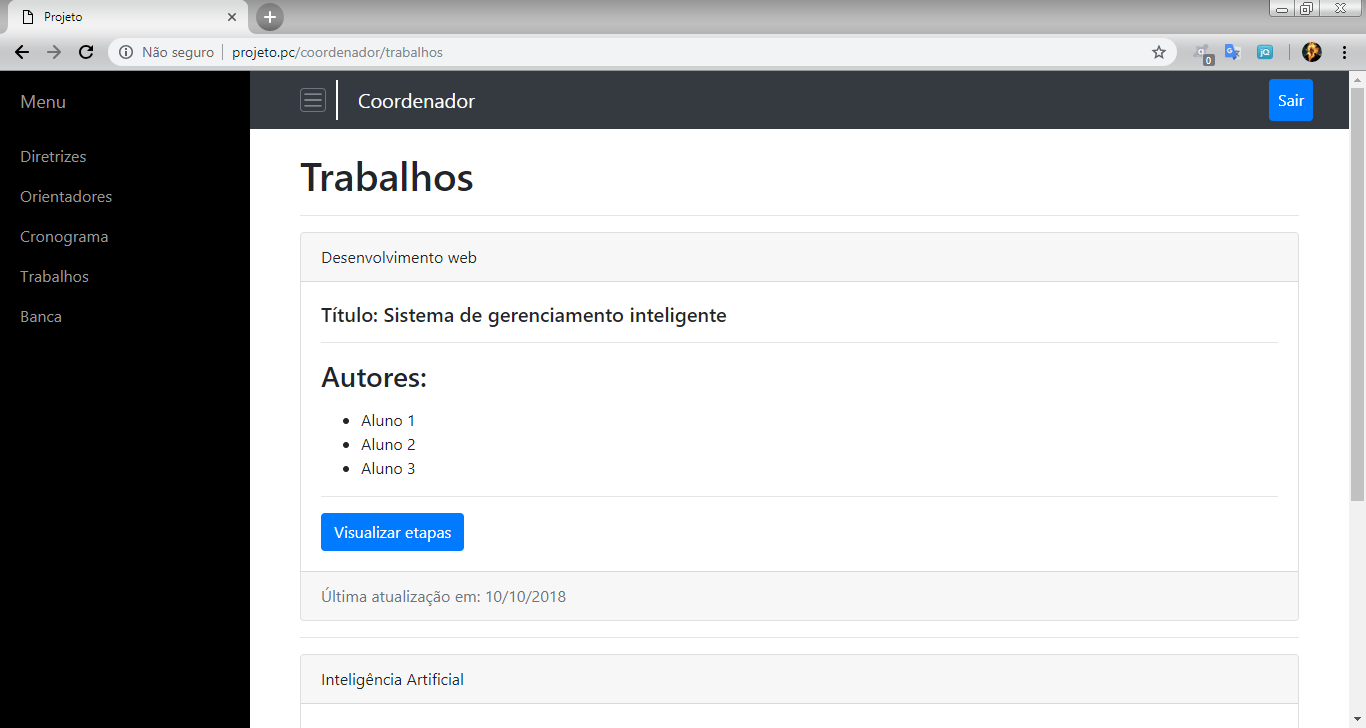 Projeto
Não seguro | projeto.pc/coordenador/trabalhos
0
jQ
Menu
Coordenador
Sair
Diretrizes
Orientadores
Cronograma
Trabalhos
Banca
Trabalhos
Desenvolvimento web
Título: Sistema de gerenciamento inteligente
Autores:
Aluno 1
Aluno 2
Aluno 3
Visualizar etapas
Última atualização em: 10/10/2018
Inteligência Artificial